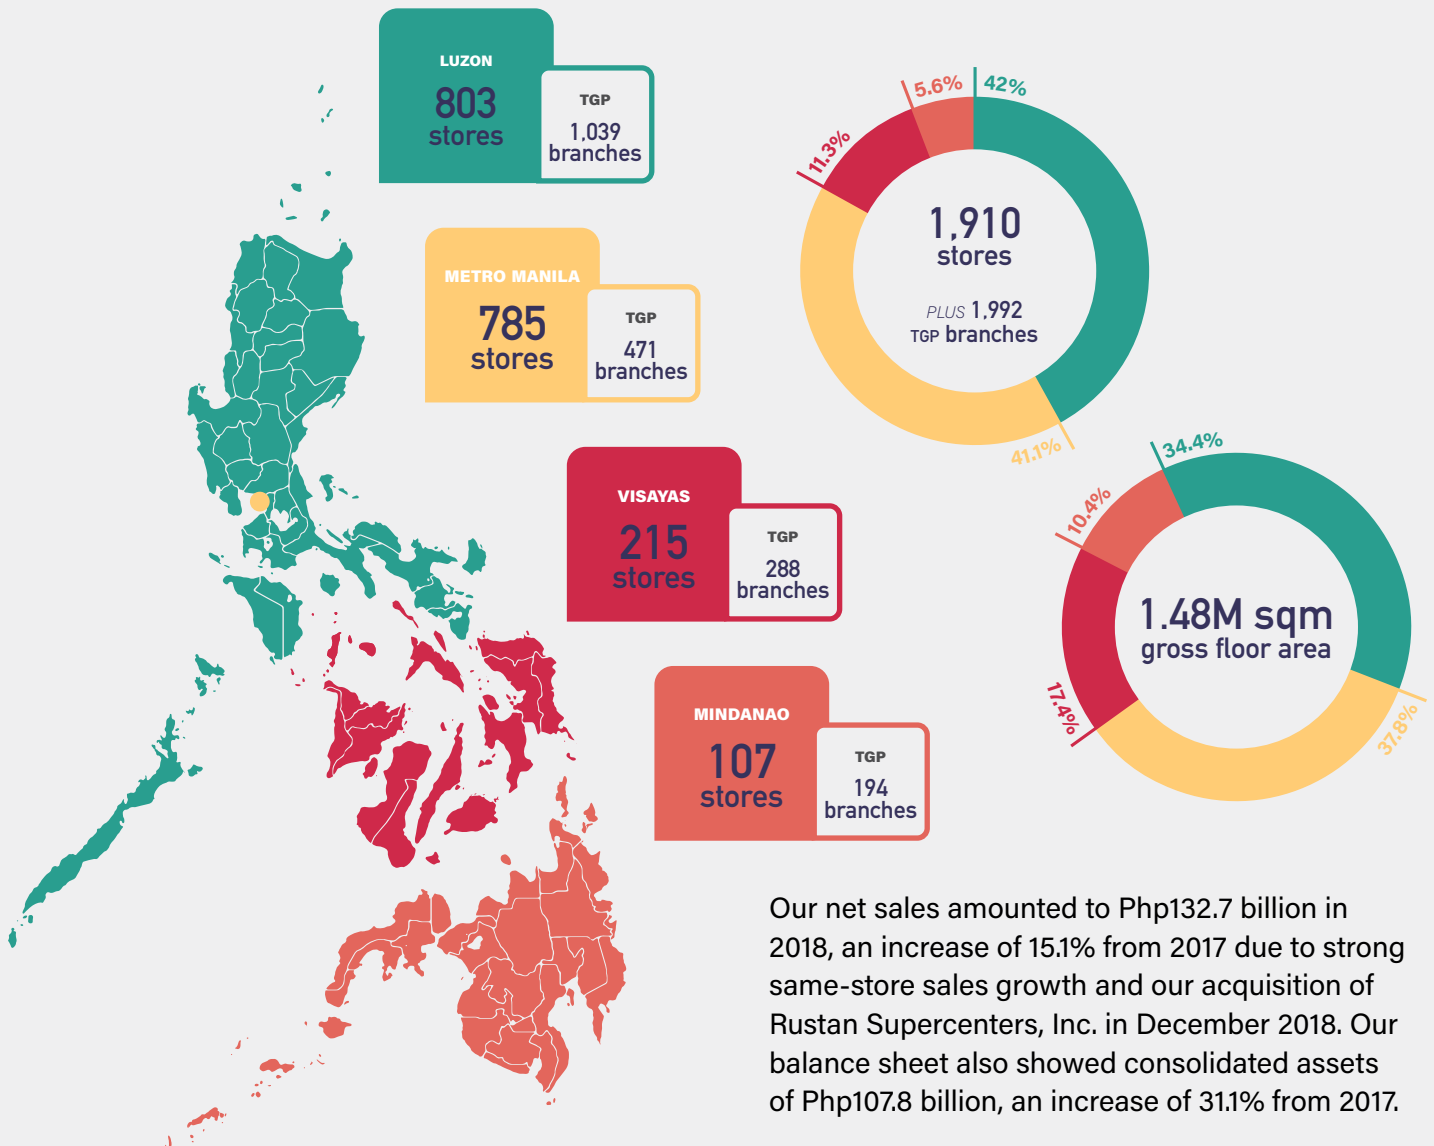 LUZON
803
stores
TGP
1,039
branches
METRO MANILA
785
stores
TGP
471
branches
VISAYAS
215
stores
TGP
288
branches
MINDANAO
107
stores
TGP
194
branches
5.6%
42%
11.3%
41.1%
1,910
stores
PLUS 1,992
TGP branches
34.4%
10.4%
17.4%
37.8%
1.48M sqm
gross floor area
Our net sales amounted to Php132.7 billion in
2018, an increase of 15.1% from 2017 due to strong
same-store sales growth and our acquisition of
Rustan Supercenters, Inc. in December 2018. Our
balance sheet also showed consolidated assets
of Php107.8 billion, an increase of 31.1% from 2017.